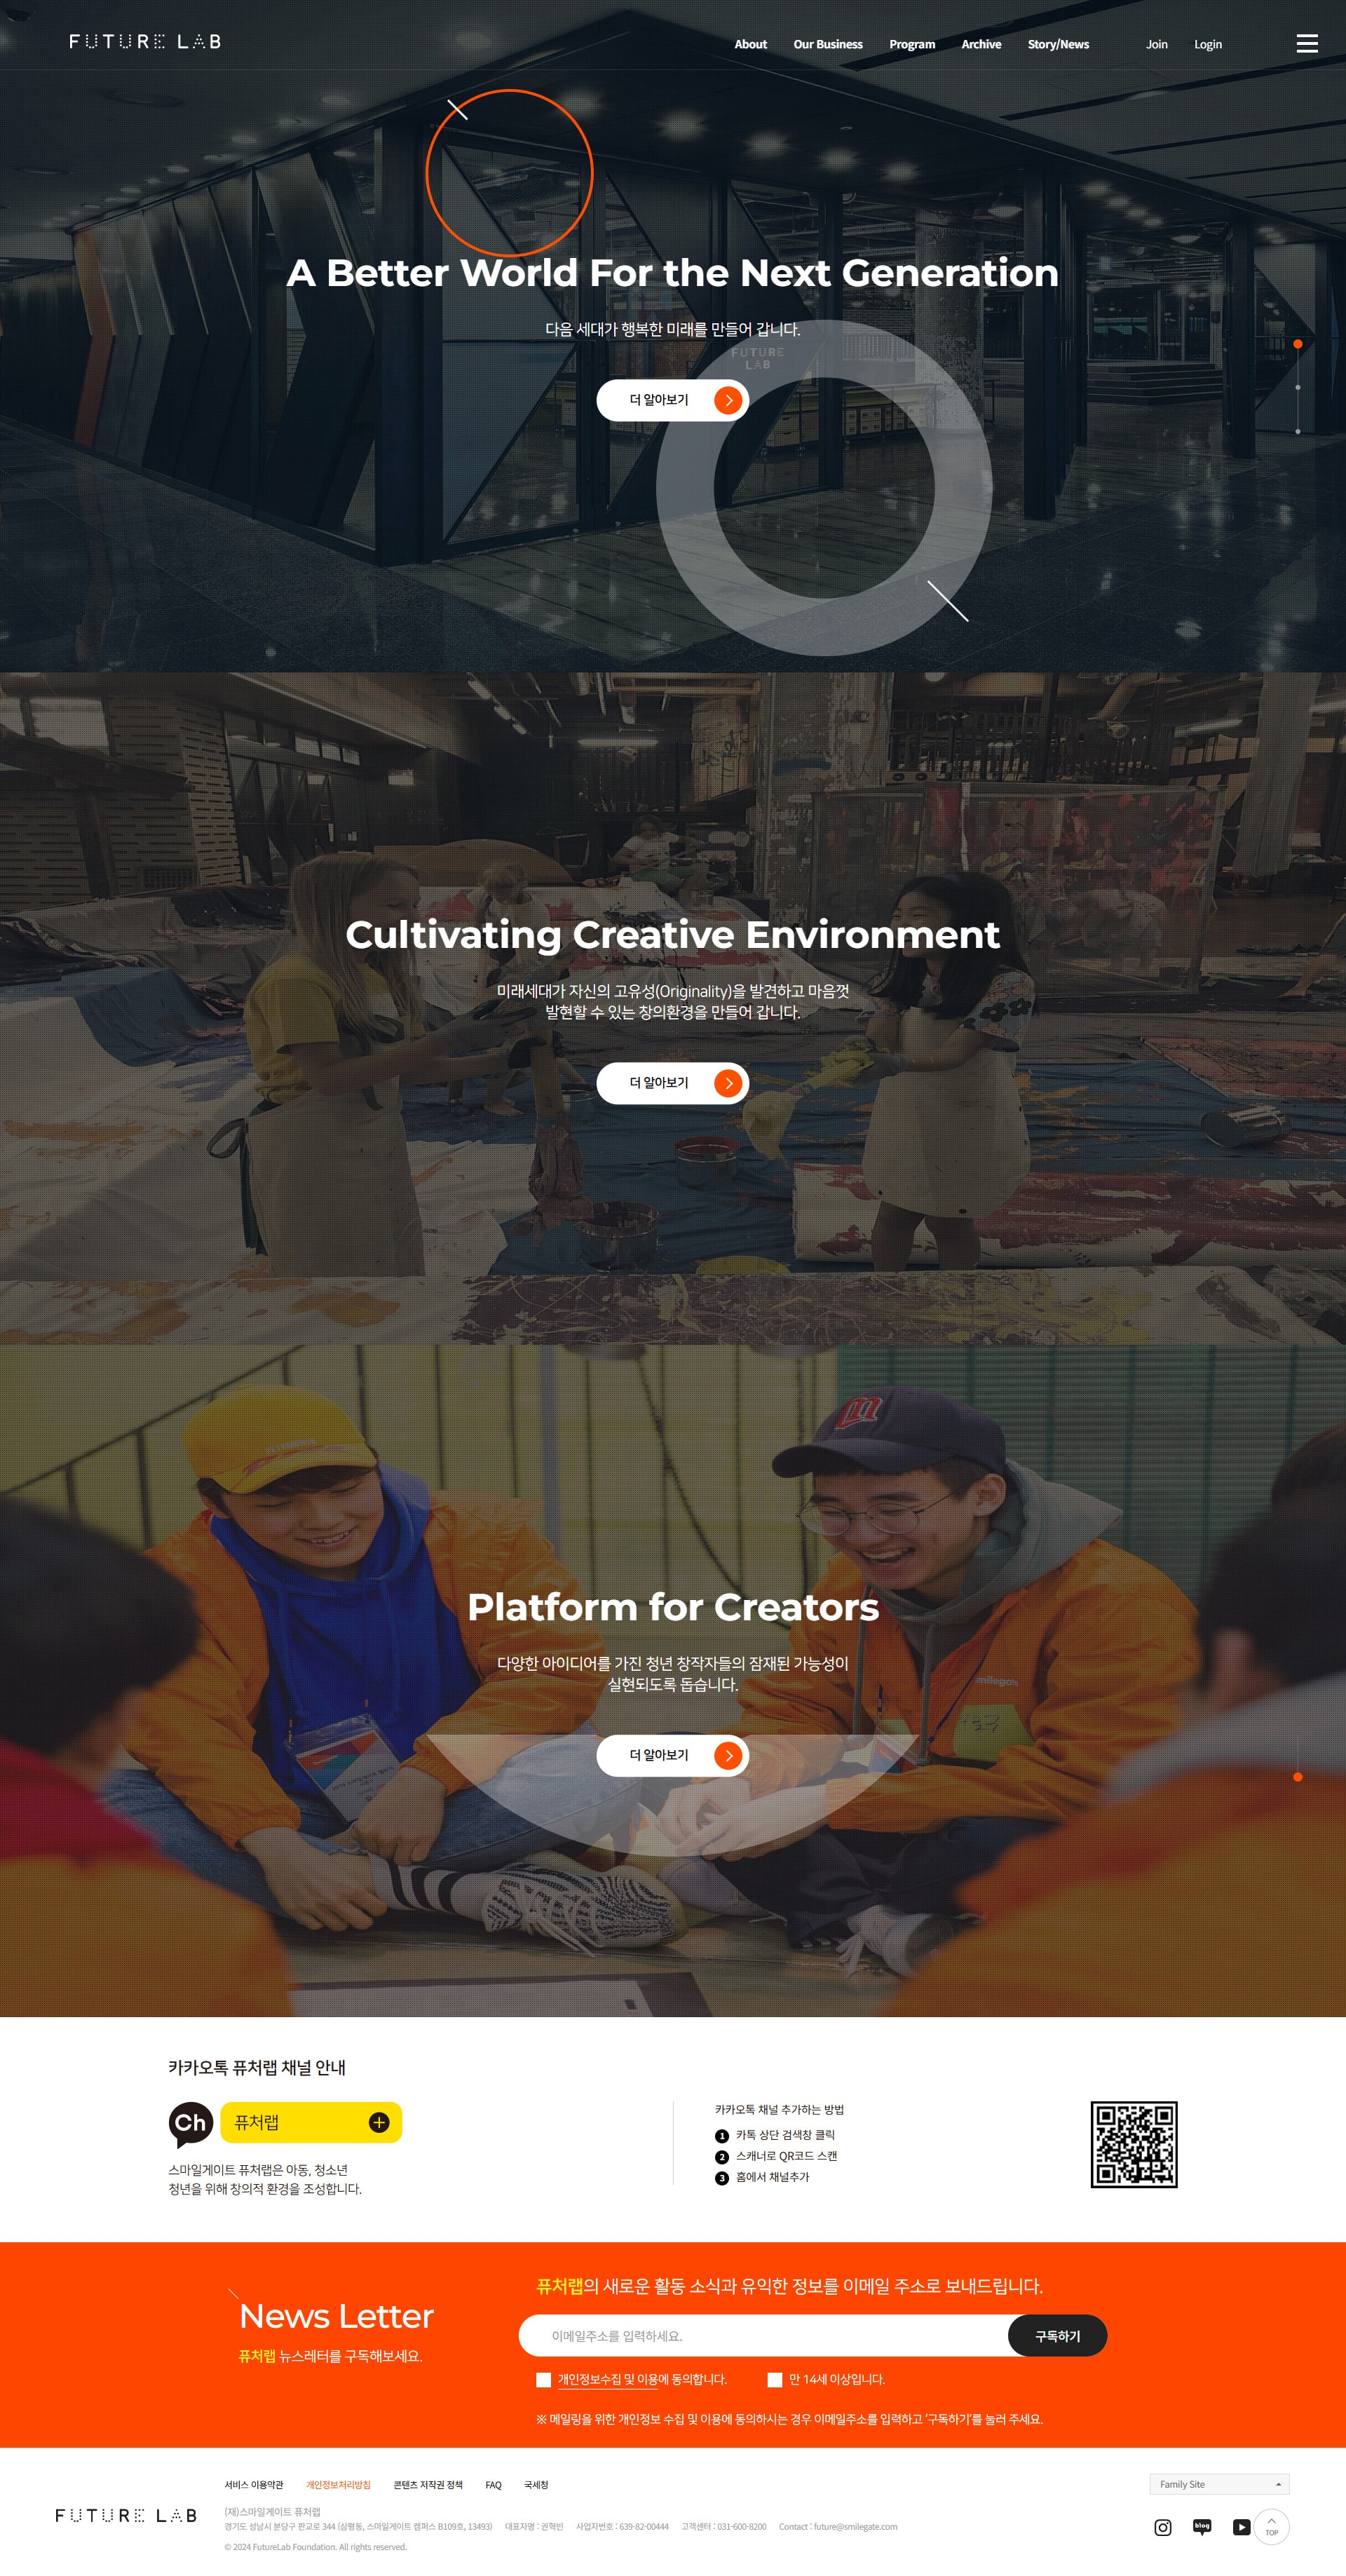 FUTURE LAB
About Our Business Program Archive Story/News Join Login
A Better World For the Next Generation
다음 세대가 행복한 미래를 만들어 갑니다.
FUTURE
LAB
더 알아보기
Cultivating Creative Environment
미래세대가 자신의 고유성(Originality)을 발견하고 마음껏
발현할 수 있는 창의환경을 만들어 갑니다.
더 알아보기
Platform for Creators
다양한 아이디어를 가진 청년 창작자들의 잠재된 가능성이
실현되도록 돕습니다.
더 알아보기
카카오톡 퓨처랩 채널 안내
Ch 퓨처랩
스마일게이트 퓨처랩은 아동, 청소년
청년을 위해 창의적 환경을 조성합니다.
카카오톡 채널 추가하는 방법
1 카톡 상단 검색창 클릭
2 스캐너로 QR코드 스캔
3 홈에서 채널추가
News Letter
퓨처랩 뉴스레터를 구독해보세요.
퓨처랩의 새로운 활동 소식과 유익한 정보를 이메일 주소로 보내드립니다.
이메일주소를 입력하세요. 구독하기
개인정보수집 및 이용에 동의합니다. 만 14세 이상입니다.
※ 메일링을 위한 개인정보 수집 및 이용에 동의하시는 경우 이메일주소를 입력하고 '구독하기'를 눌러 주세요.
서비스 이용약관 개인정보처리방침 콘텐츠 저작권 정책 FAQ 국세청
Family Site
FUTURE LAB
(재)스마일게이트 퓨처랩
경기도 성남시 분당구 판교로 344 (삼평동, 스마일게이트 캠퍼스 B109호, 13493) 대표자명 : 권혁빈 사업자번호 : 639-82-00444 고객센터 : 031-600-8200 Contact : future@smilegate.com
© 2024 FutureLab Foundation. All rights reserved.
blog
TOP